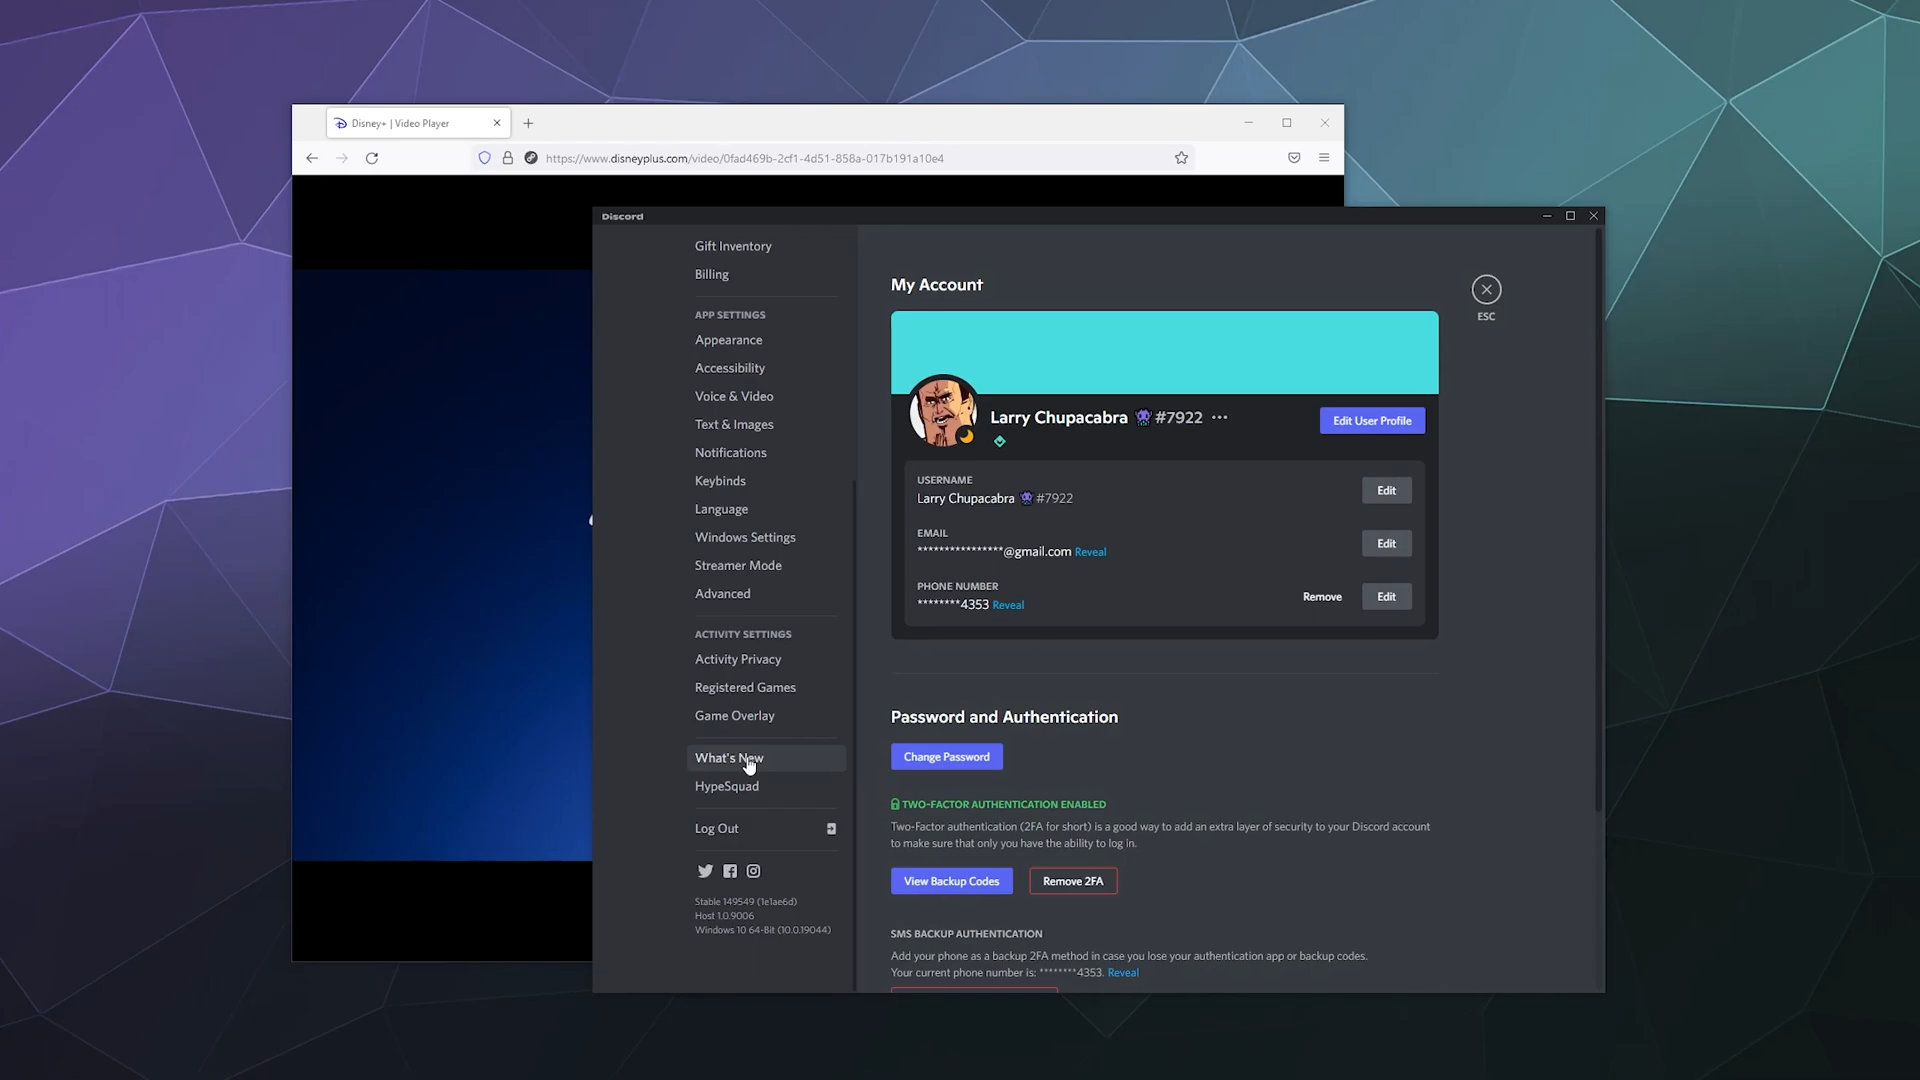 Disney+ | Video Player
https://www.disneyplus.com/video/0fad469b-2cf1-4d51-858a-017b191a10e4
Discord
Gift Inventory
Billing
APP SETTINGS
Appearance
Accessibility
Voice & Video
Text & Images
Notifications
Keybinds
Language
Windows Settings
Streamer Mode
Advanced
ACTIVITY SETTINGS
Activity Privacy
Registered Games
Game Overlay
What's New
HypeSquad
Log Out
Stable 149549 (1e1ae6d)
Host 1.0.9006
Windows 10 64-Bit (10.0.19044)
My Account
ESC
Larry Chupacabra #7922
Edit User Profile
USERNAME
Larry Chupacabra #7922
Edit
EMAIL
****************@gmail.com Reveal
Edit
PHONE NUMBER
********4353 Reveal
Remove
Edit
Password and Authentication
Change Password
TWO-FACTOR AUTHENTICATION ENABLED
Two-Factor authentication (2FA for short) is a good way to add an extra layer of security to your Discord account
to make sure that only you have the ability to log in.
View Backup Codes
Remove 2FA
SMS BACKUP AUTHENTICATION
Add your phone as a backup 2FA method in case you lose your authentication app or backup codes.
Your current phone number is: ********4353. Reveal